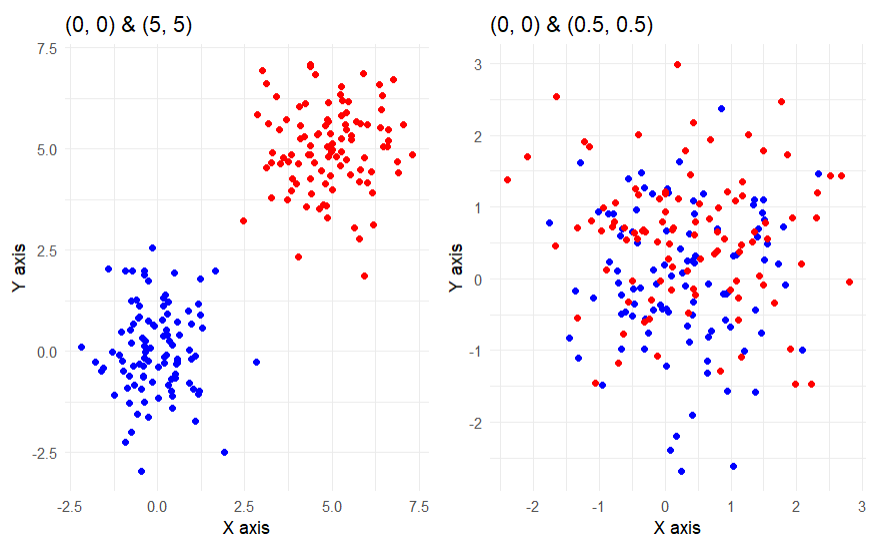 (0, 0) & (5, 5)
Y axis
7.5
5.0
2.5
0.0
-2.5
-2.5 0.0 2.5 5.0 7.5
X axis
(0, 0) & (0.5, 0.5)
Y axis
3
2
1
0
-1
-2
-2 -1 0 1 2 3
X axis